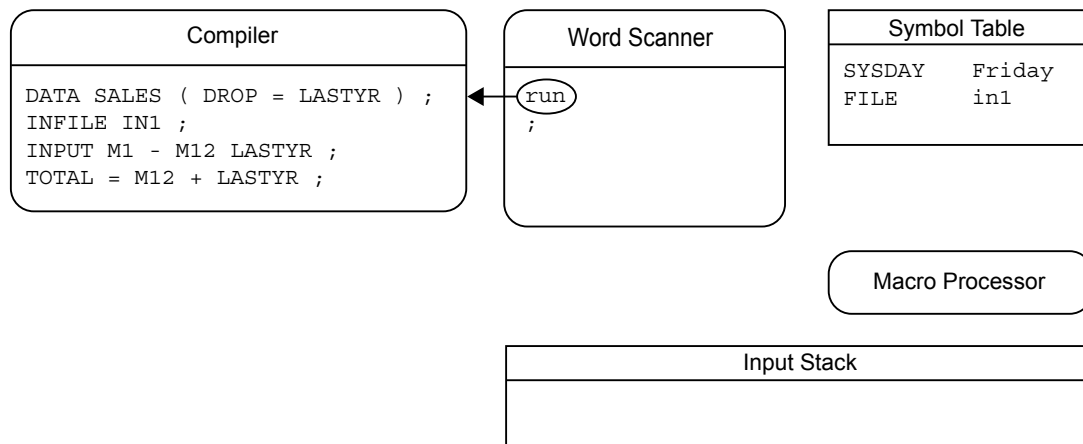 Compiler
DATA SALES ( DROP = LASTYR ) ;
INFILE IN1 ;
INPUT M1 - M12 LASTYR ;
TOTAL = M12 + LASTYR ;
Word Scanner
run
;
Symbol Table
SYSDAY Friday
FILE in1
Macro Processor
Input Stack